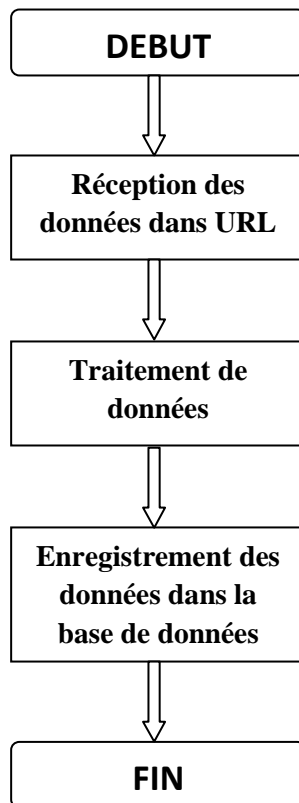 DEBUT
Réception des
données dans URL
Traitement de
données
Enregistrement des
données dans la
base de données
FIN